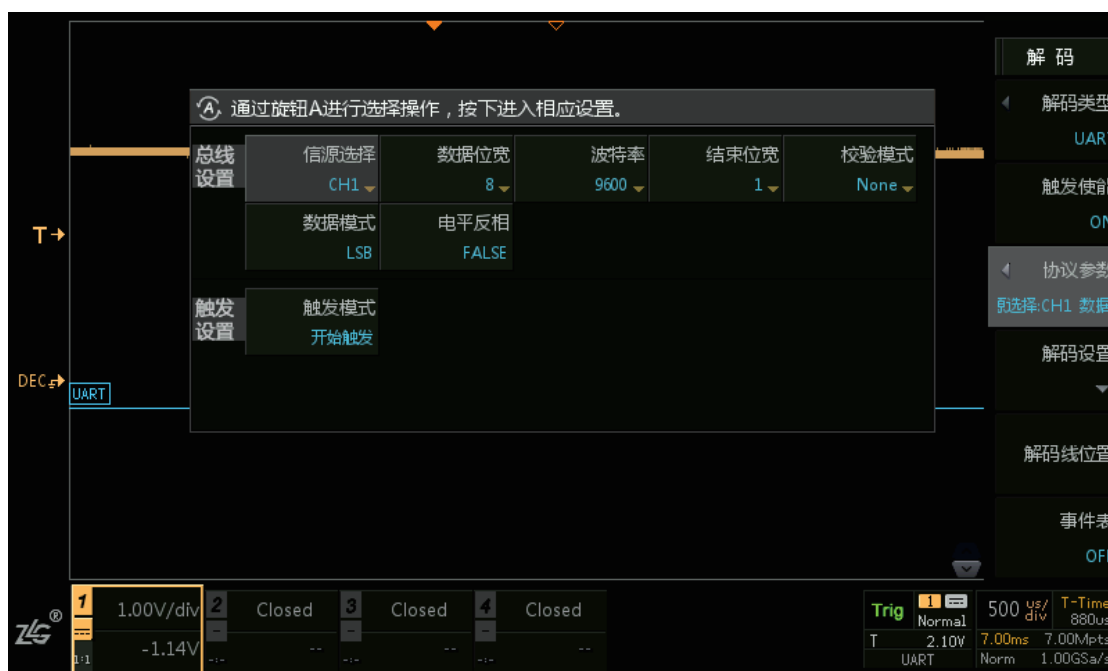 解 码
通过旋钮A进行选择操作，按下进入相应设置。
解码类型
UART
总线设置
信源选择
CH1
数据位宽
8
波特率
9600
结束位宽
1
校验模式
None
数据模式
LSB
电平反相
FALSE
触发使能
ON
T
触发设置
触发模式
开始触发
协议参数
选择:CH1 数据
解码设置
DEC
UART
解码线位置
事件表
OF
ZLG®
1
1.00V/div
-1.14V
1:1
2
Closed
--
-:-
3
Closed
--
-:-
4
Closed
--
-:-
Trig
1
Normal
T
2.10V
UART
500 us/div
T-Time
880us
7.00ms
7.00Mpts
Norm
1.00GSa/s